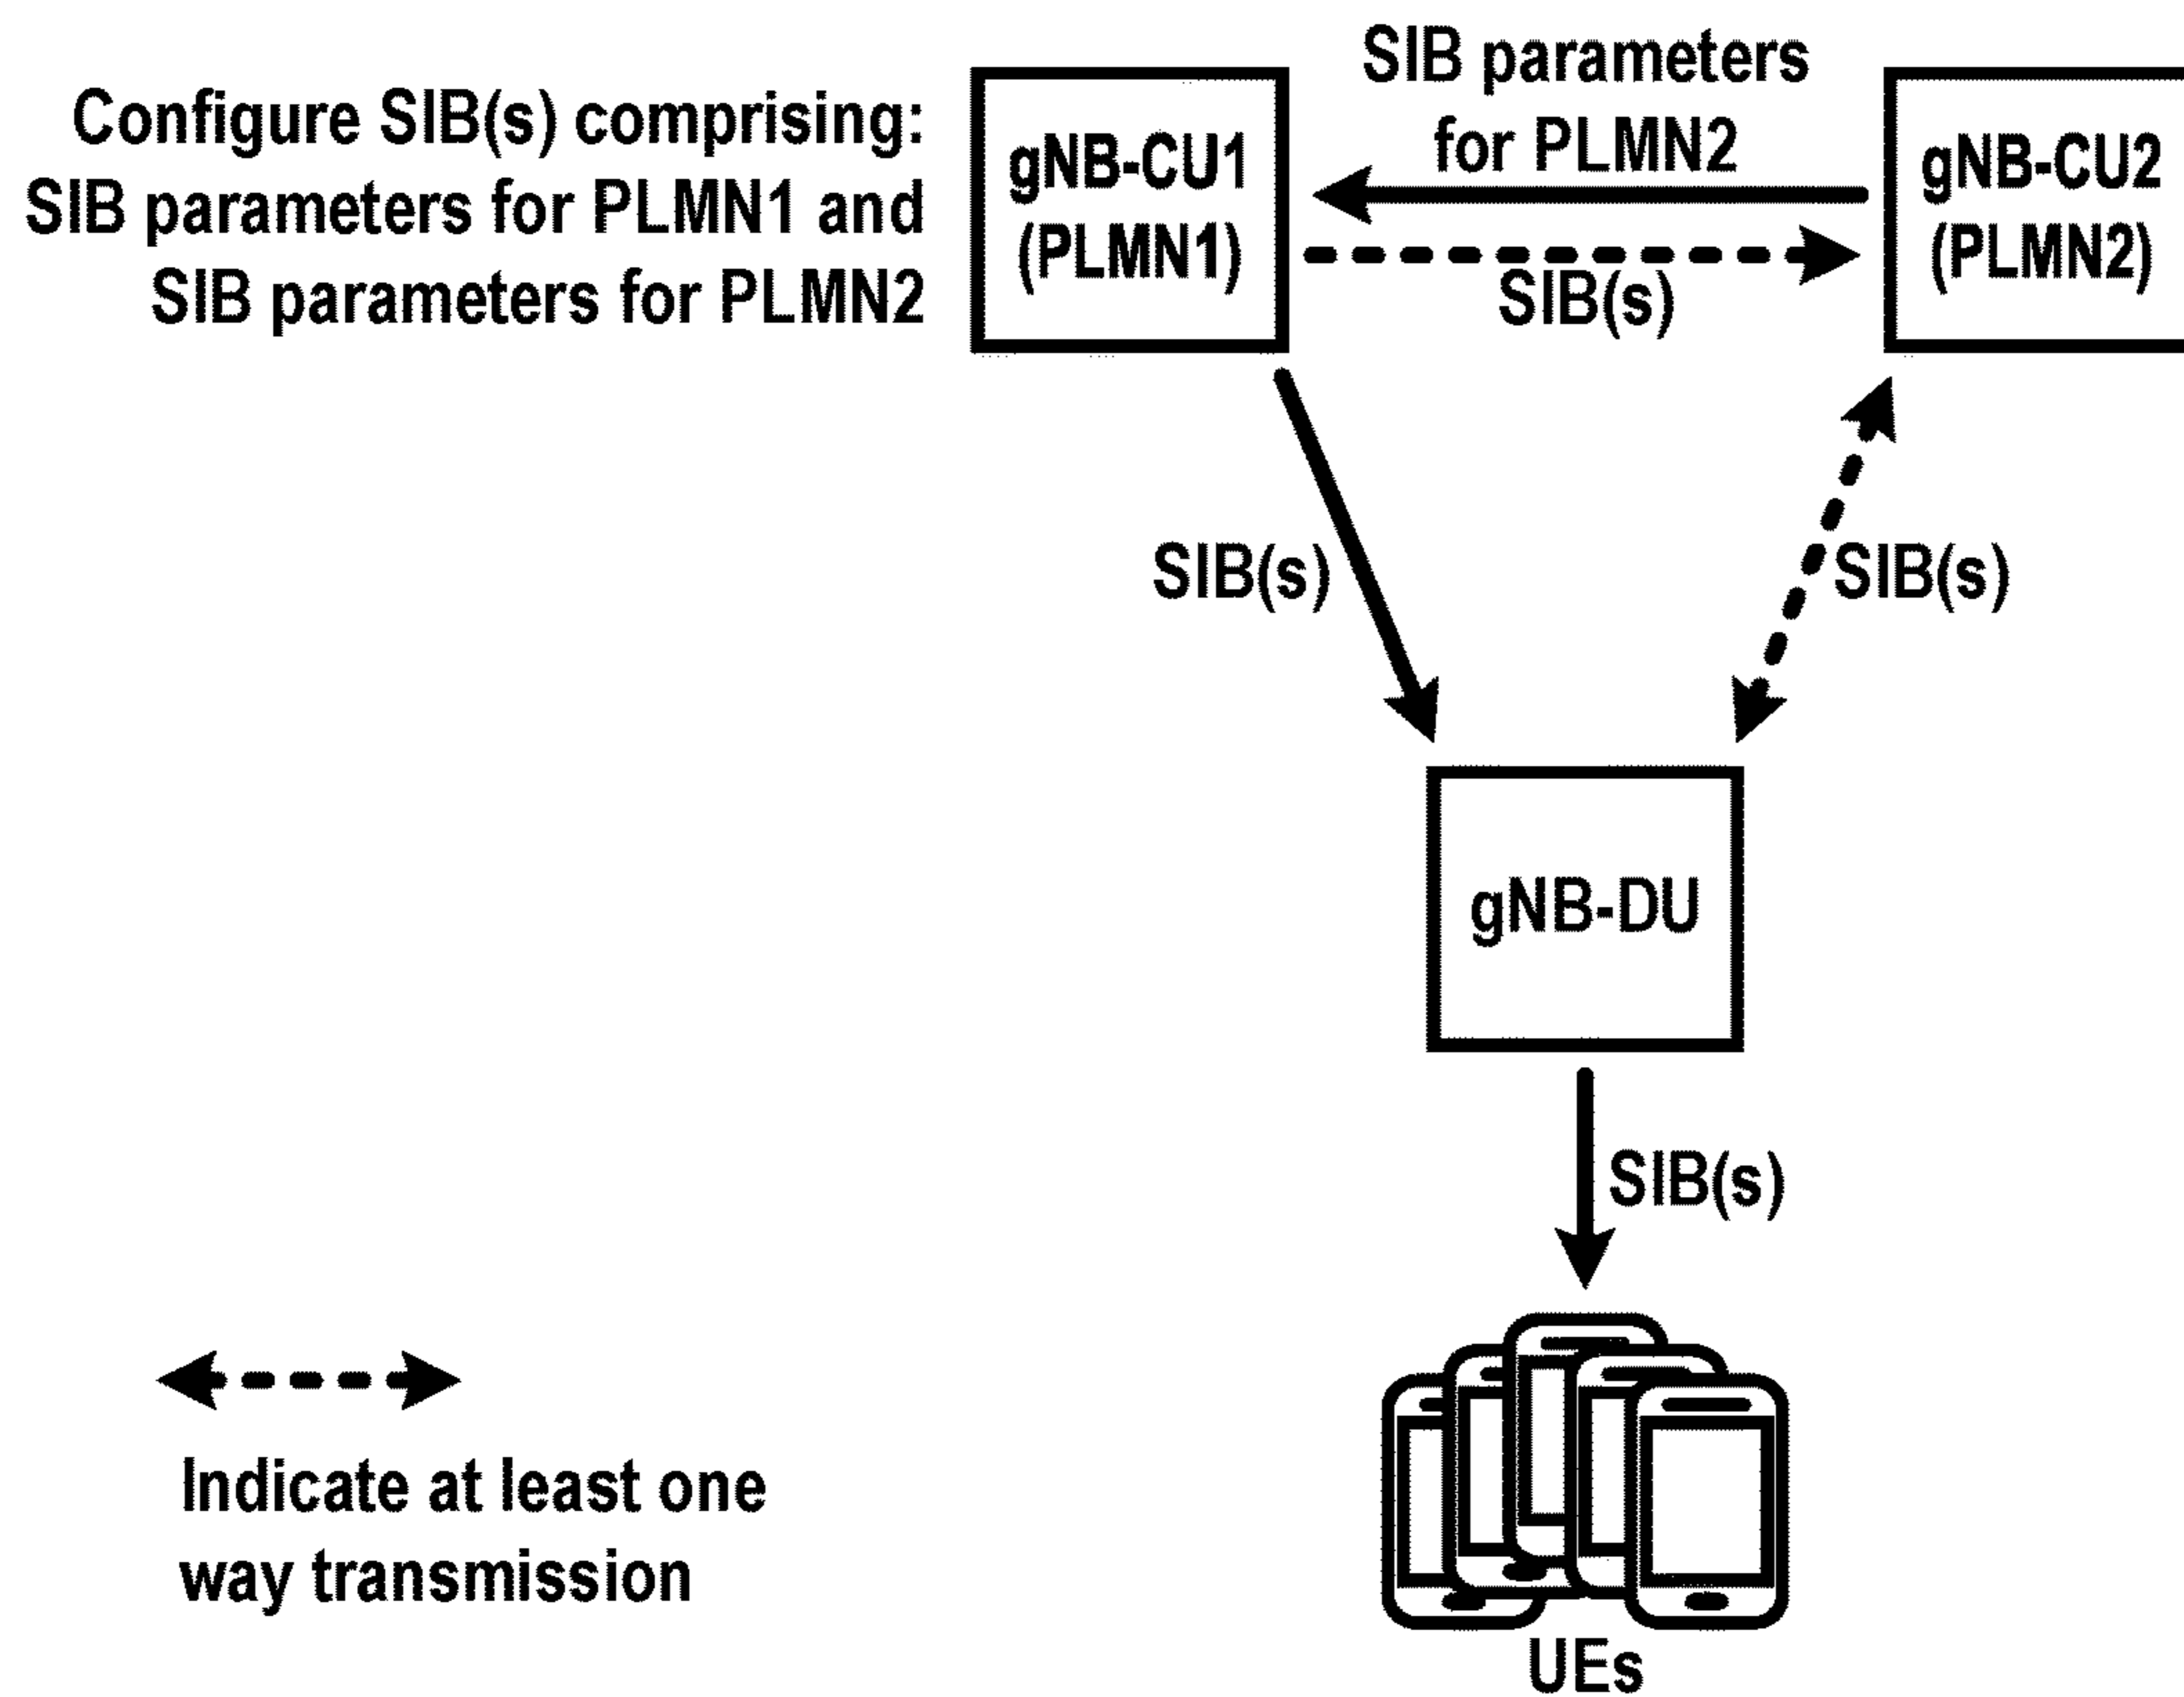 Configure SIB(s) comprising:
SIB parameters for PLMN1 and
SIB parameters for PLMN2
gNB-CU1
(PLMN1)
SIB parameters
for PLMN2
SIB(s)
gNB-CU2
(PLMN2)
SIB(s)
SIB(s)
gNB-DU
SIB(s)
UEs
Indicate at least one
way transmission